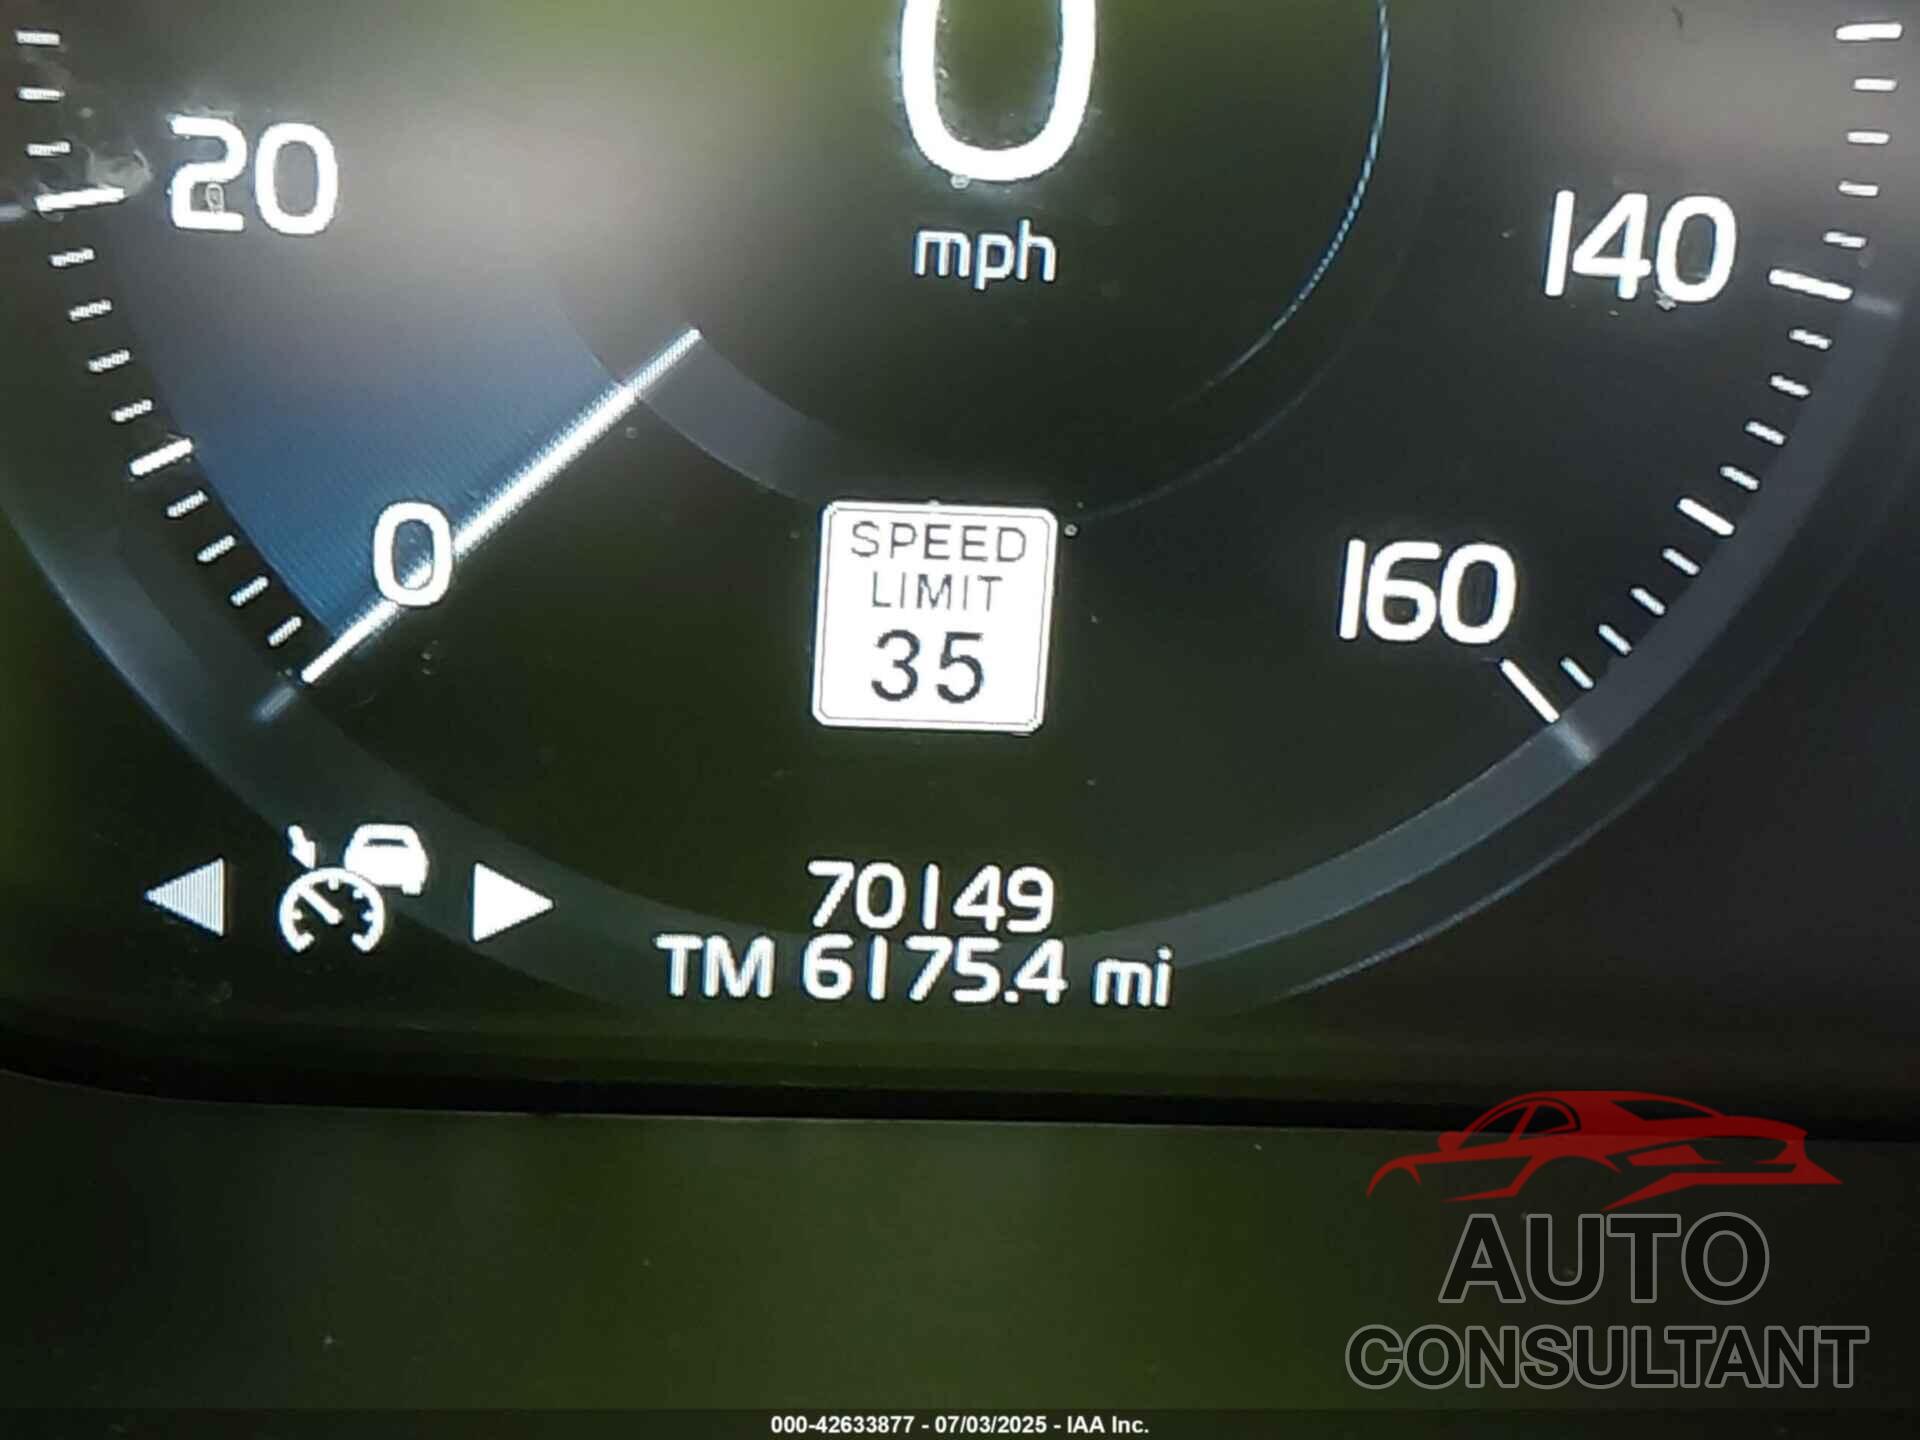 0
mph
20
140
0
160
SPEED
LIMIT
35
70149
TM 6175.4 mi
AUTO
CONSULTANT
000-42633877 - 07/03/2025 - IAA Inc.